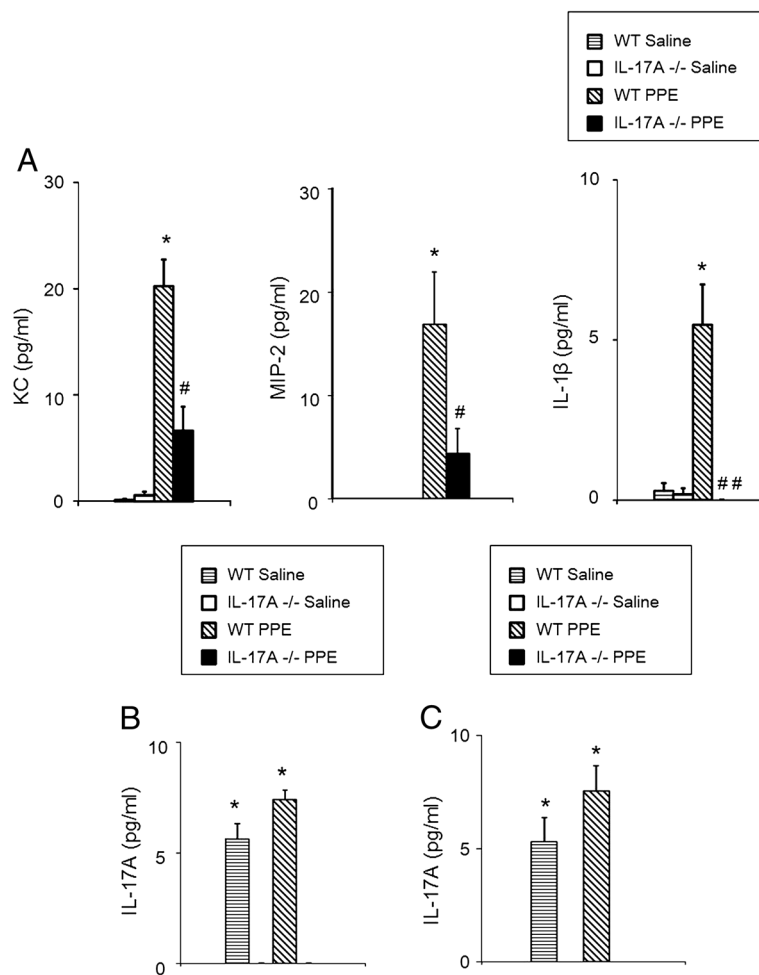 WT Saline
IL-17A -/- Saline
WT PPE
IL-17A -/- PPE
A
KC (pg/ml)
30
20
10
0
*
#
MIP-2 (pg/ml)
30
20
10
0
*
#
IL-1β (pg/ml)
10
5
0
*
# #
WT Saline
IL-17A -/- Saline
WT PPE
IL-17A -/- PPE
WT Saline
IL-17A -/- Saline
WT PPE
IL-17A -/- PPE
B
IL-17A (pg/ml)
10
5
0
*
*
C
IL-17A (pg/ml)
10
5
0
*
*